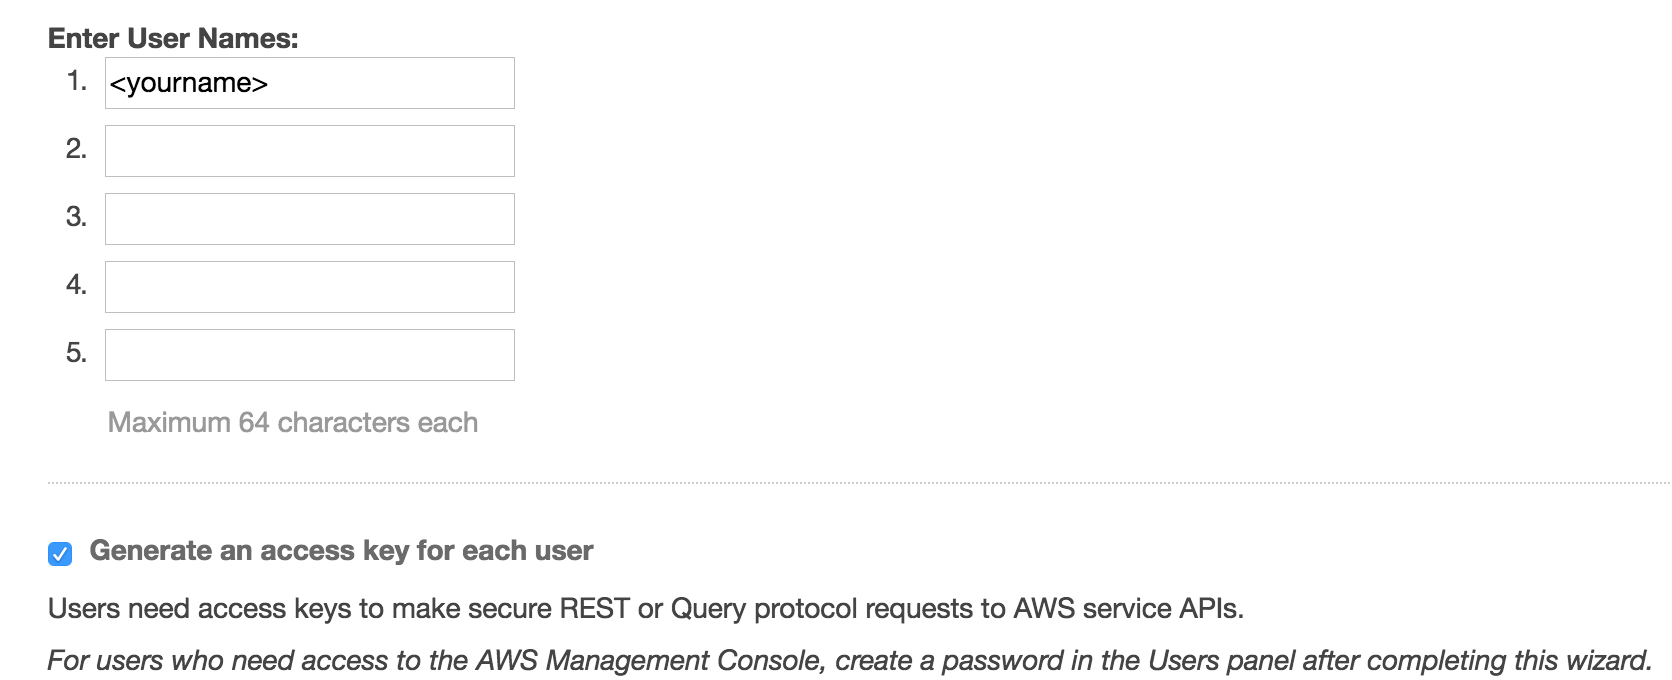 Enter User Names:
1. <yourname>
2.
3.
4.
5.
Maximum 64 characters each
Generate an access key for each user
Users need access keys to make secure REST or Query protocol requests to AWS service APIs.
For users who need access to the AWS Management Console, create a password in the Users panel after completing this wizard.